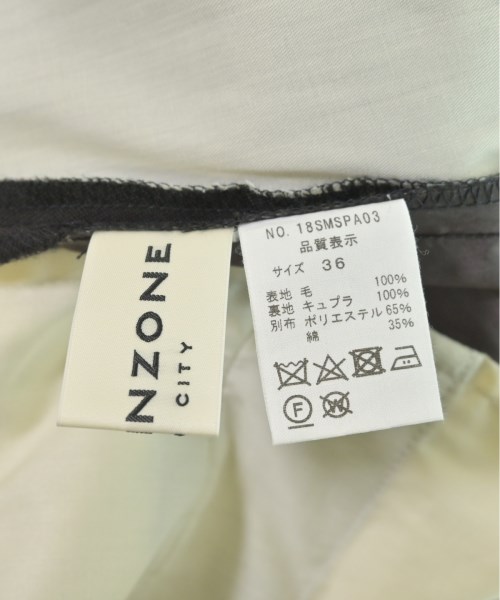 NZONE
CITY
NO. 18SMSPA03
品質表示
サイズ 36
表地 毛 100%
裏地 キュプラ 100%
別布 ポリエステル 65%
綿 35%
F
W